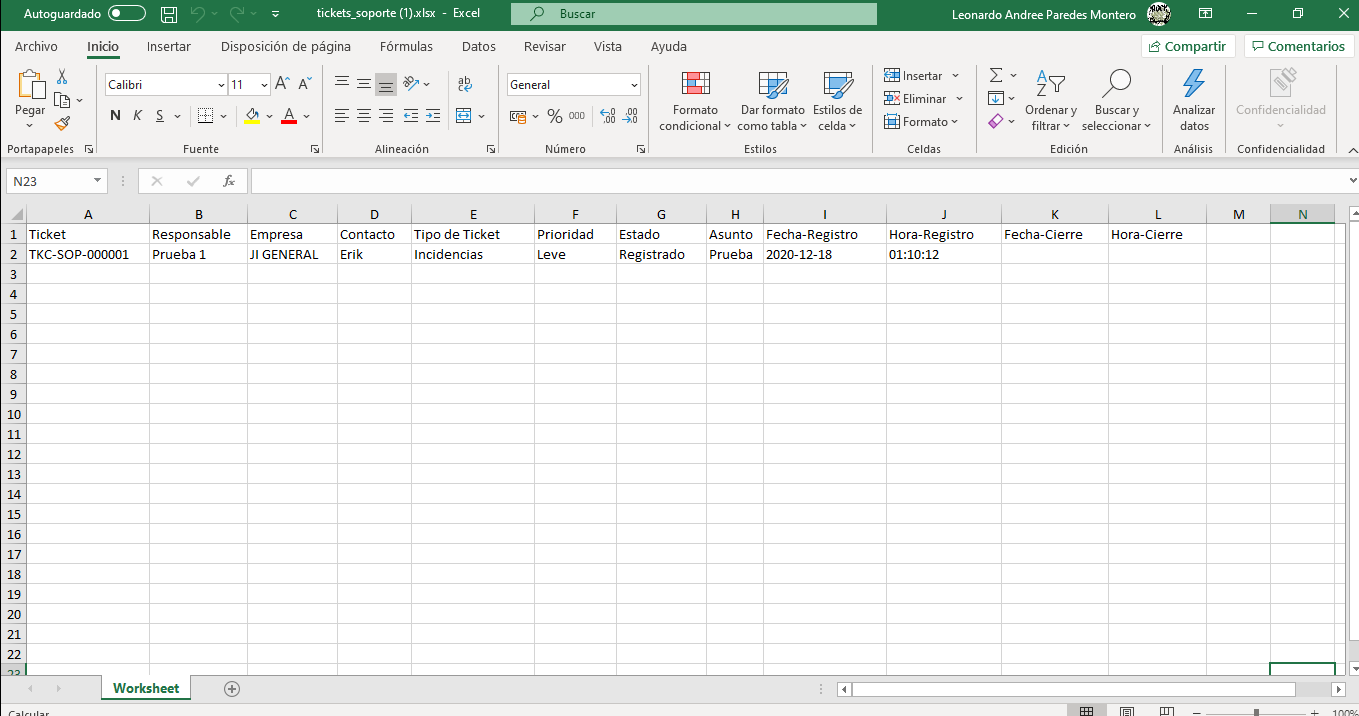 Autoguardado tickets_soporte (1).xlsx - Excel Buscar Leonardo Andree Paredes Montero
Archivo Inicio Insertar Disposición de página Fórmulas Datos Revisar Vista Ayuda Compartir Comentarios
Pegar Calibri 11 A A ab General Formato condicional Dar formato como tabla Estilos de celda Insertar Eliminar Formato Ordenar y filtrar Buscar y seleccionar Analizar datos Confidencialidad
N K S A % 000
Portapapeles Fuente Alineación Número Estilos Celdas Edición Análisis Confidencialidad
N23 fx
A B C D E F G H I J K L M N
1 Ticket Responsable Empresa Contacto Tipo de Ticket Prioridad Estado Asunto Fecha-Registro Hora-Registro Fecha-Cierre Hora-Cierre
2 TKC-SOP-000001 Prueba 1 JI GENERAL Erik Incidencias Leve Registrado Prueba 2020-12-18 01:10:12
3
4
5
6
7
8
9
10
11
12
13
14
15
16
17
18
19
20
21
22
23
Worksheet
Calcular 100%